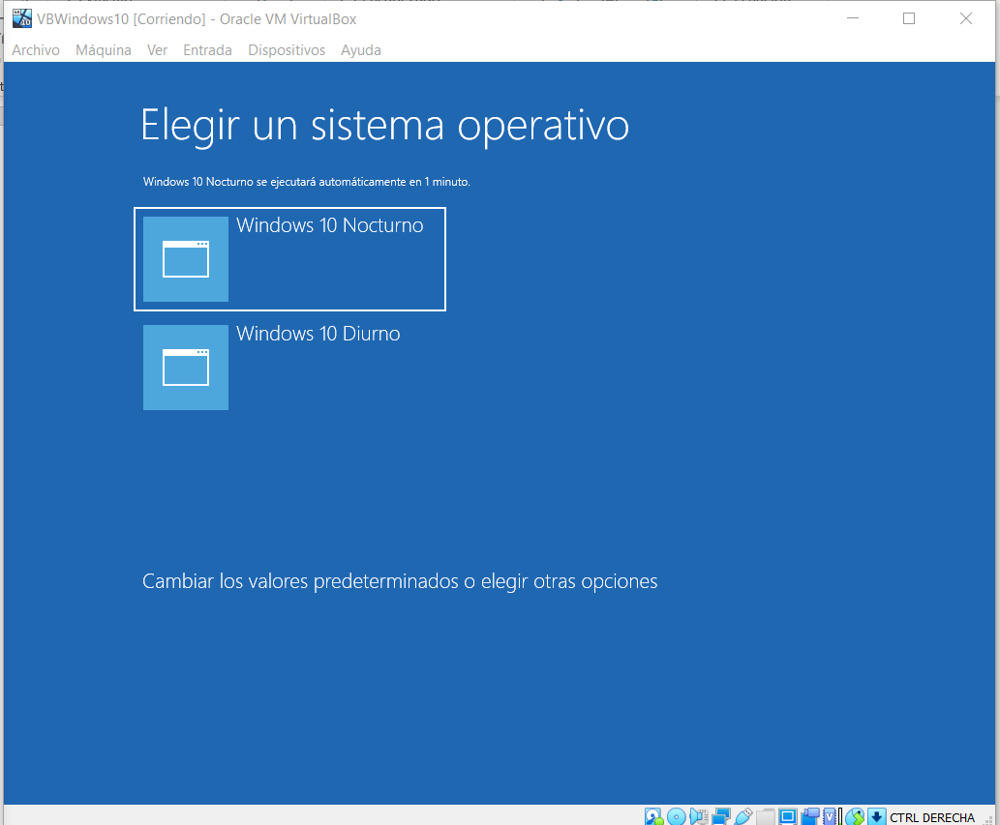 VBWindows10 [Corriendo] - Oracle VM VirtualBox
Archivo Máquina Ver Entrada Dispositivos Ayuda
Elegir un sistema operativo
Windows 10 Nocturno se ejecutará automáticamente en 1 minuto.
Windows 10 Nocturno
Windows 10 Diurno
Cambiar los valores predeterminados o elegir otras opciones
CTRL DERECHA